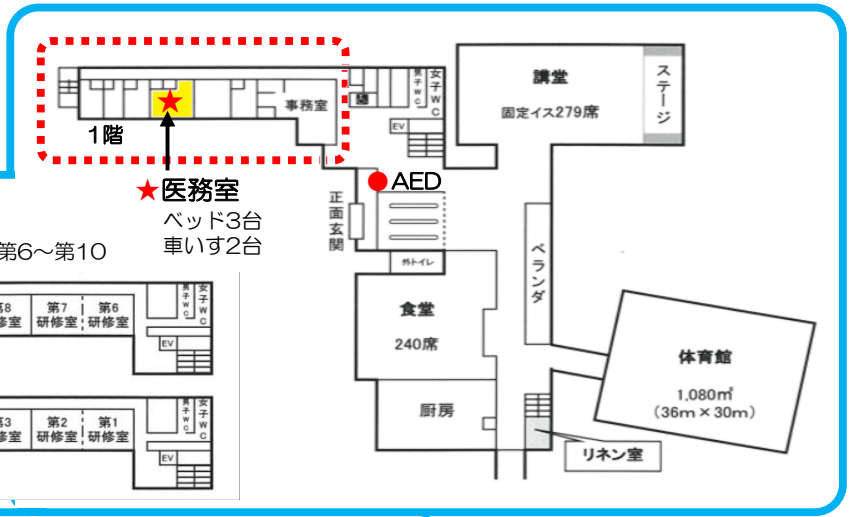 講堂
固定イス279席
ステージ
男子WC
女子WC
事務室
EV
1階
★医務室
ベッド3台
車いす2台
AED
正面玄関
外トイレ
ベランダ
食堂
240席
厨房
体育館
1,080㎡
(36m×30m)
リネン室
第6～第10
第7
研修室
第6
研修室
男子WC
女子WC
EV
第2
研修室
第1
研修室
男子WC
女子WC
EV